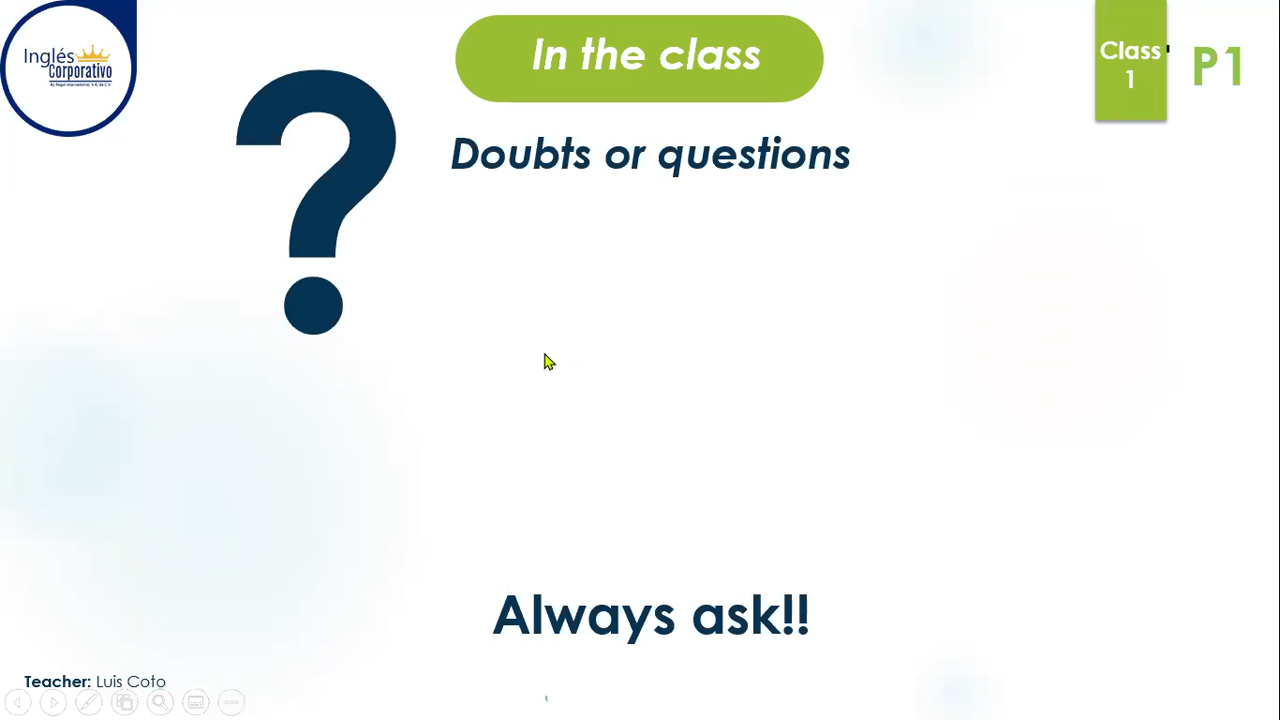 Inglés
Corporativo
In the class
Class
1
P1
?
Doubts or questions
Always ask!!
Teacher: Luis Coto